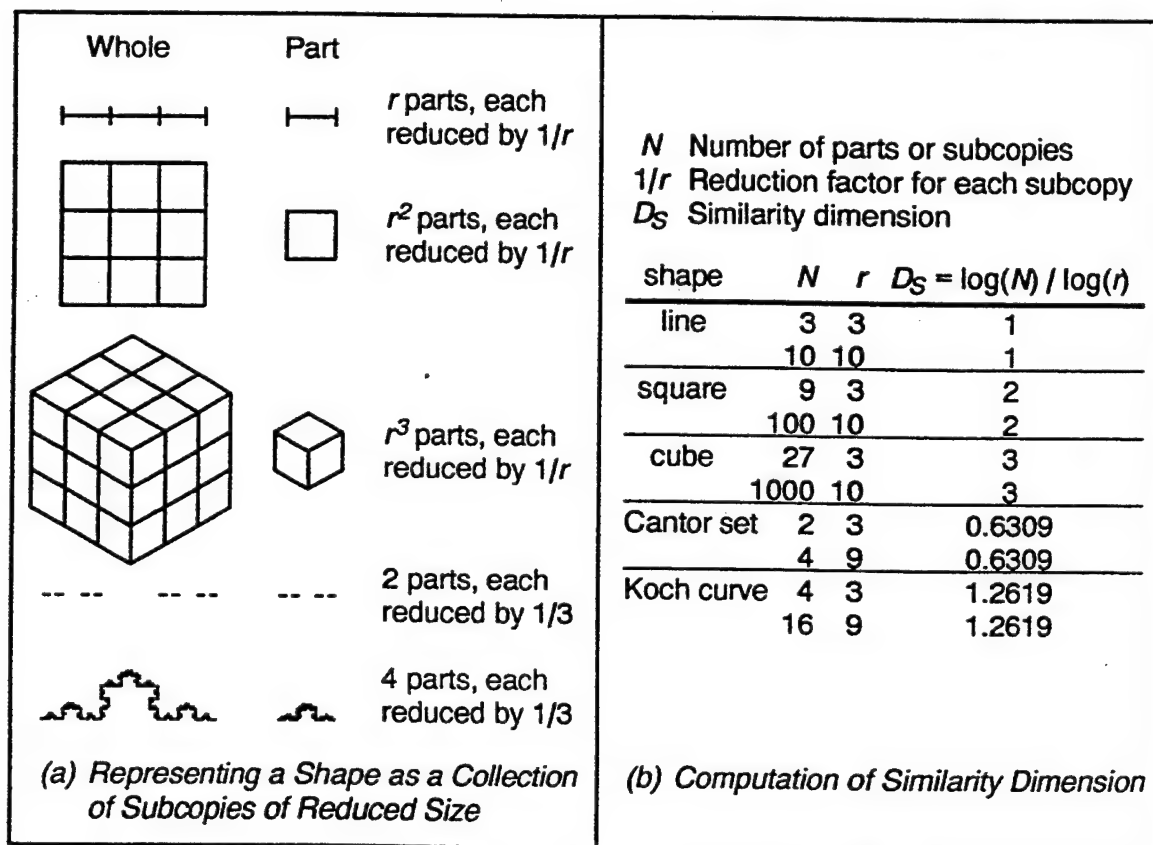 Whole Part
r parts, each
reduced by 1/r
r² parts, each
reduced by 1/r
r³ parts, each
reduced by 1/r
2 parts, each
reduced by 1/3
4 parts, each
reduced by 1/3
(a) Representing a Shape as a Collection
of Subcopies of Reduced Size
N Number of parts or subcopies
1/r Reduction factor for each subcopy
D_S Similarity dimension
shape N r D_S = log(N) / log(r)
line 3 3 1
10 10 1
square 9 3 2
100 10 2
cube 27 3 3
1000 10 3
Cantor set 2 3 0.6309
4 9 0.6309
Koch curve 4 3 1.2619
16 9 1.2619
(b) Computation of Similarity Dimension